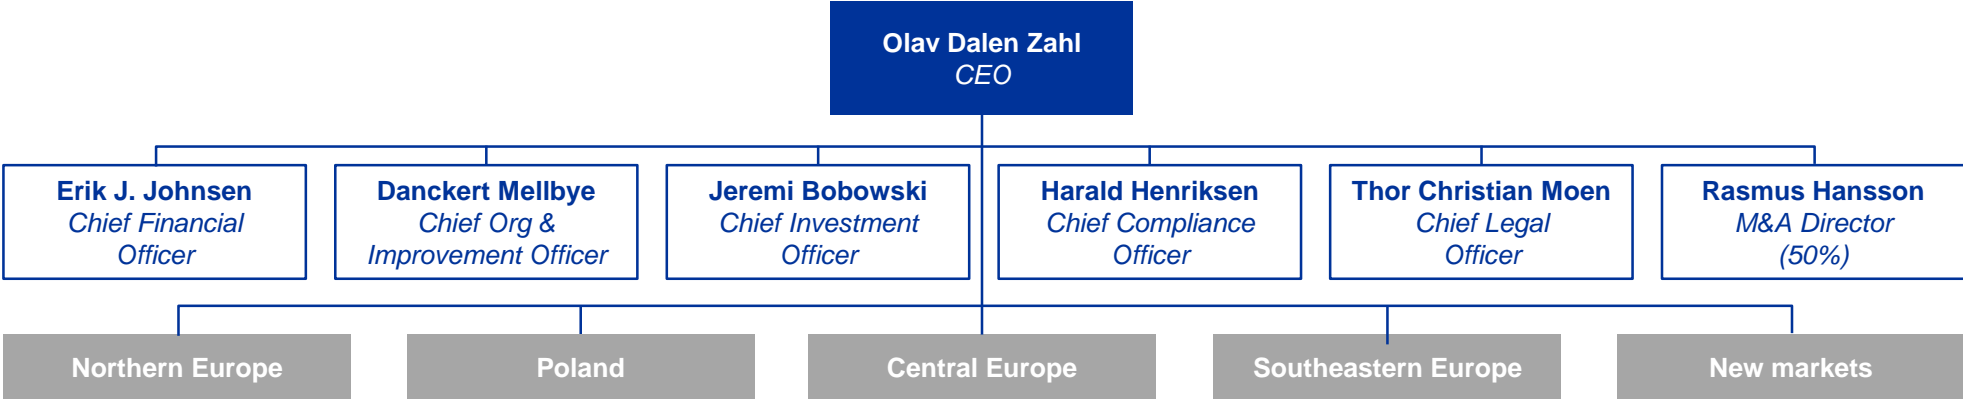 Olav Dalen Zahl
CEO
Erik J. Johnsen
Chief Financial
Officer
Danckert Mellbye
Chief Org &
Improvement Officer
Jeremi Bobowski
Chief Investment
Officer
Harald Henriksen
Chief Compliance
Officer
Thor Christian Moen
Chief Legal
Officer
Rasmus Hansson
M&A Director
(50%)
Northern Europe
Poland
Central Europe
Southeastern Europe
New markets